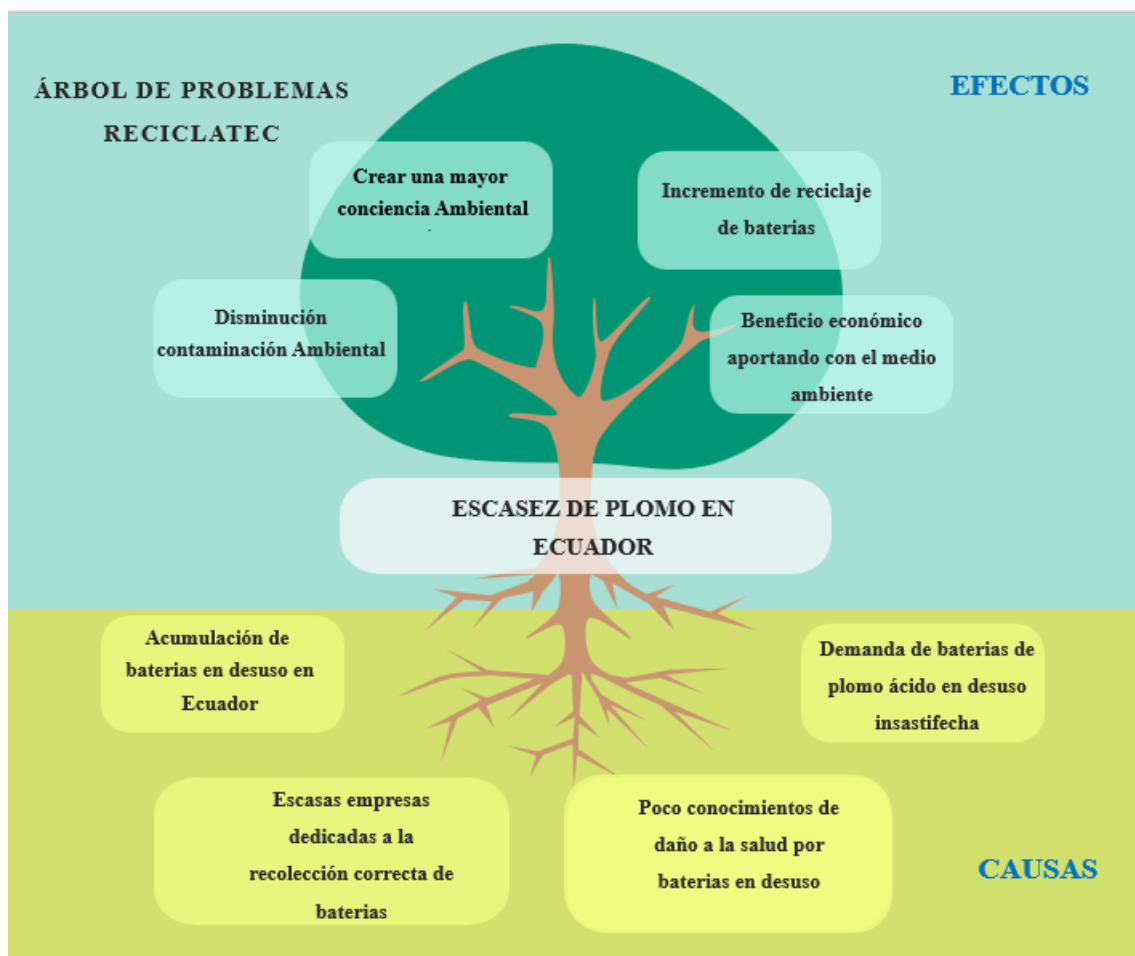 ÁRBOL DE PROBLEMAS
RECICLATEC
EFECTOS
Crear una mayor
conciencia Ambiental
Incremento de reciclaje
de baterias
Disminución
contaminación Ambiental
Beneficio económico
aportando con el medio
ambiente
ESCASEZ DE PLOMO EN
ECUADOR
Acumulación de
baterias en desuso en
Ecuador
Demanda de baterias de
plomo ácido en desuso
insastifecha
Escasas empresas
dedicadas a la
recolección correcta de
baterias
Poco conocimientos de
daño a la salud por
baterias en desuso
CAUSAS